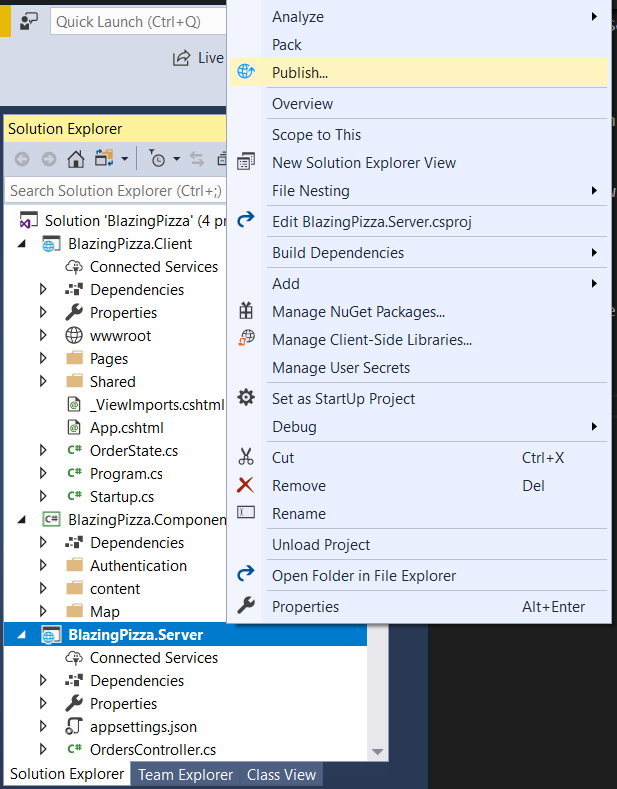 Quick Launch (Ctrl+Q)
Live
Solution Explorer
Search Solution Explorer (Ctrl+;)
Solution 'BlazingPizza' (4 pr
BlazingPizza.Client
Connected Services
Dependencies
Properties
wwwroot
Pages
Shared
_ViewImports.cshtml
App.cshtml
OrderState.cs
Program.cs
Startup.cs
BlazingPizza.Componen
Dependencies
Authentication
content
Map
BlazingPizza.Server
Connected Services
Dependencies
Properties
appsettings.json
OrdersController.cs
Solution Explorer Team Explorer Class View
Analyze
Pack
Publish...
Overview
Scope to This
New Solution Explorer View
File Nesting
Edit BlazingPizza.Server.csproj
Build Dependencies
Add
Manage NuGet Packages...
Manage Client-Side Libraries...
Manage User Secrets
Set as StartUp Project
Debug
Cut Ctrl+X
Remove Del
Rename
Unload Project
Open Folder in File Explorer
Properties Alt+Enter